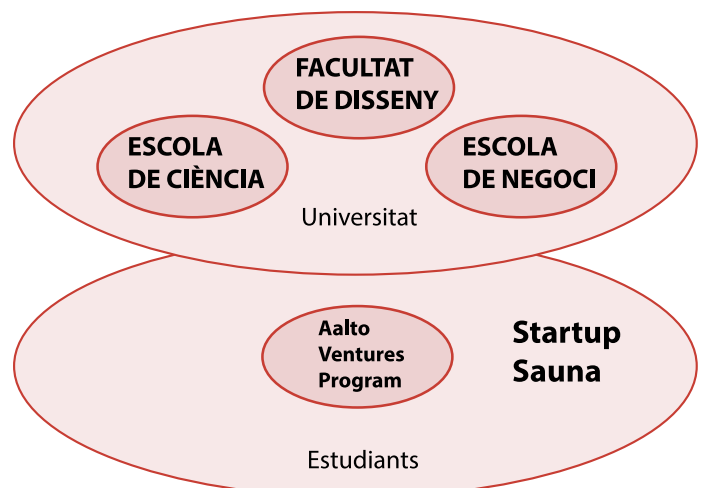 FACULTAT
DE DISSENY
ESCOLA
DE CIÈNCIA
ESCOLA
DE NEGOCI
Universitat
Aalto
Ventures
Program
Startup
Sauna
Estudiants